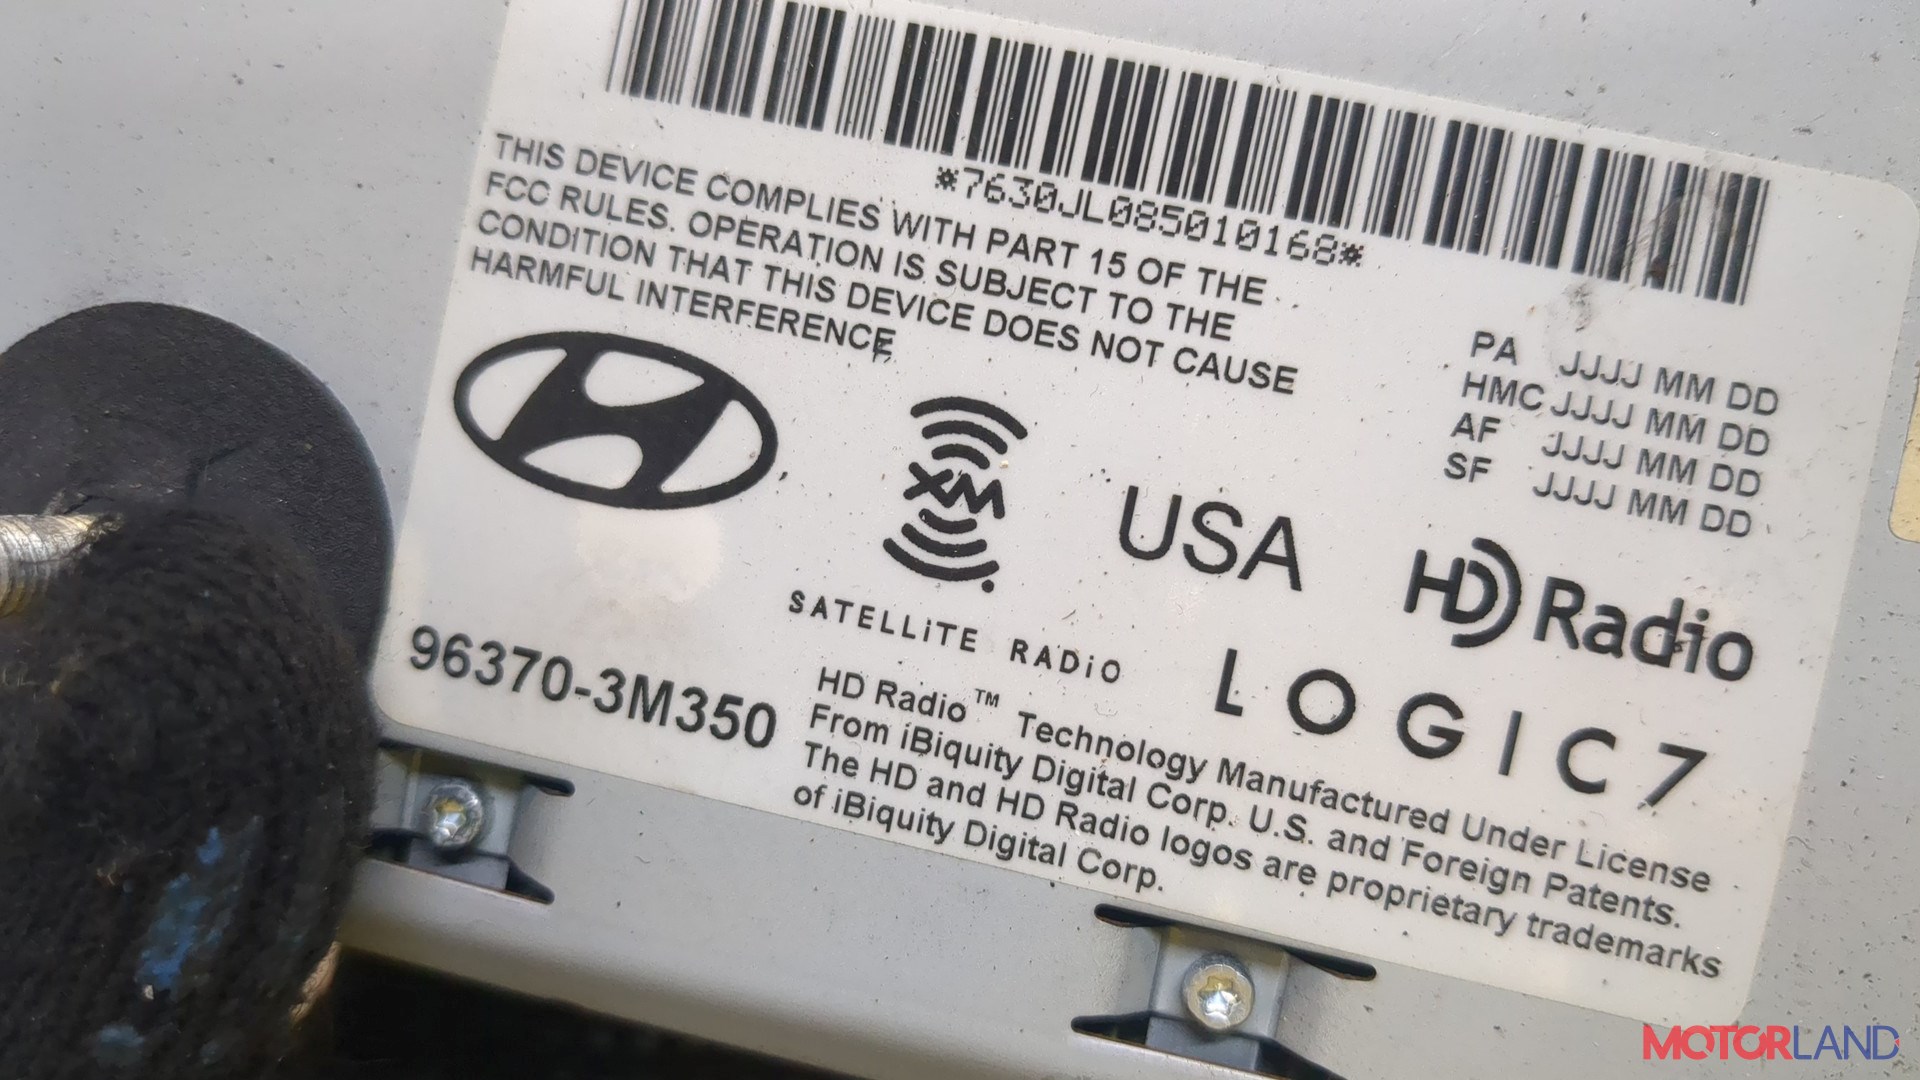 *7630JL085010168*
THIS DEVICE COMPLIES WITH PART 15 OF THE
FCC RULES. OPERATION IS SUBJECT TO THE
CONDITION THAT THIS DEVICE DOES NOT CAUSE
HARMFUL INTERFERENCE
PA JJJJ MM DD
HMC JJJJ MM DD
AF JJJJ MM DD
SF JJJJ MM DD
XM
SATELLiTE RADiO
USA
HD Radio
LOGIC7
96370-3M350
HD Radio™ Technology Manufactured Under License
From iBiquity Digital Corp. U.S. and Foreign Patents.
The HD and HD Radio logos are proprietary trademarks
of iBiquity Digital Corp.
MOTORLAND